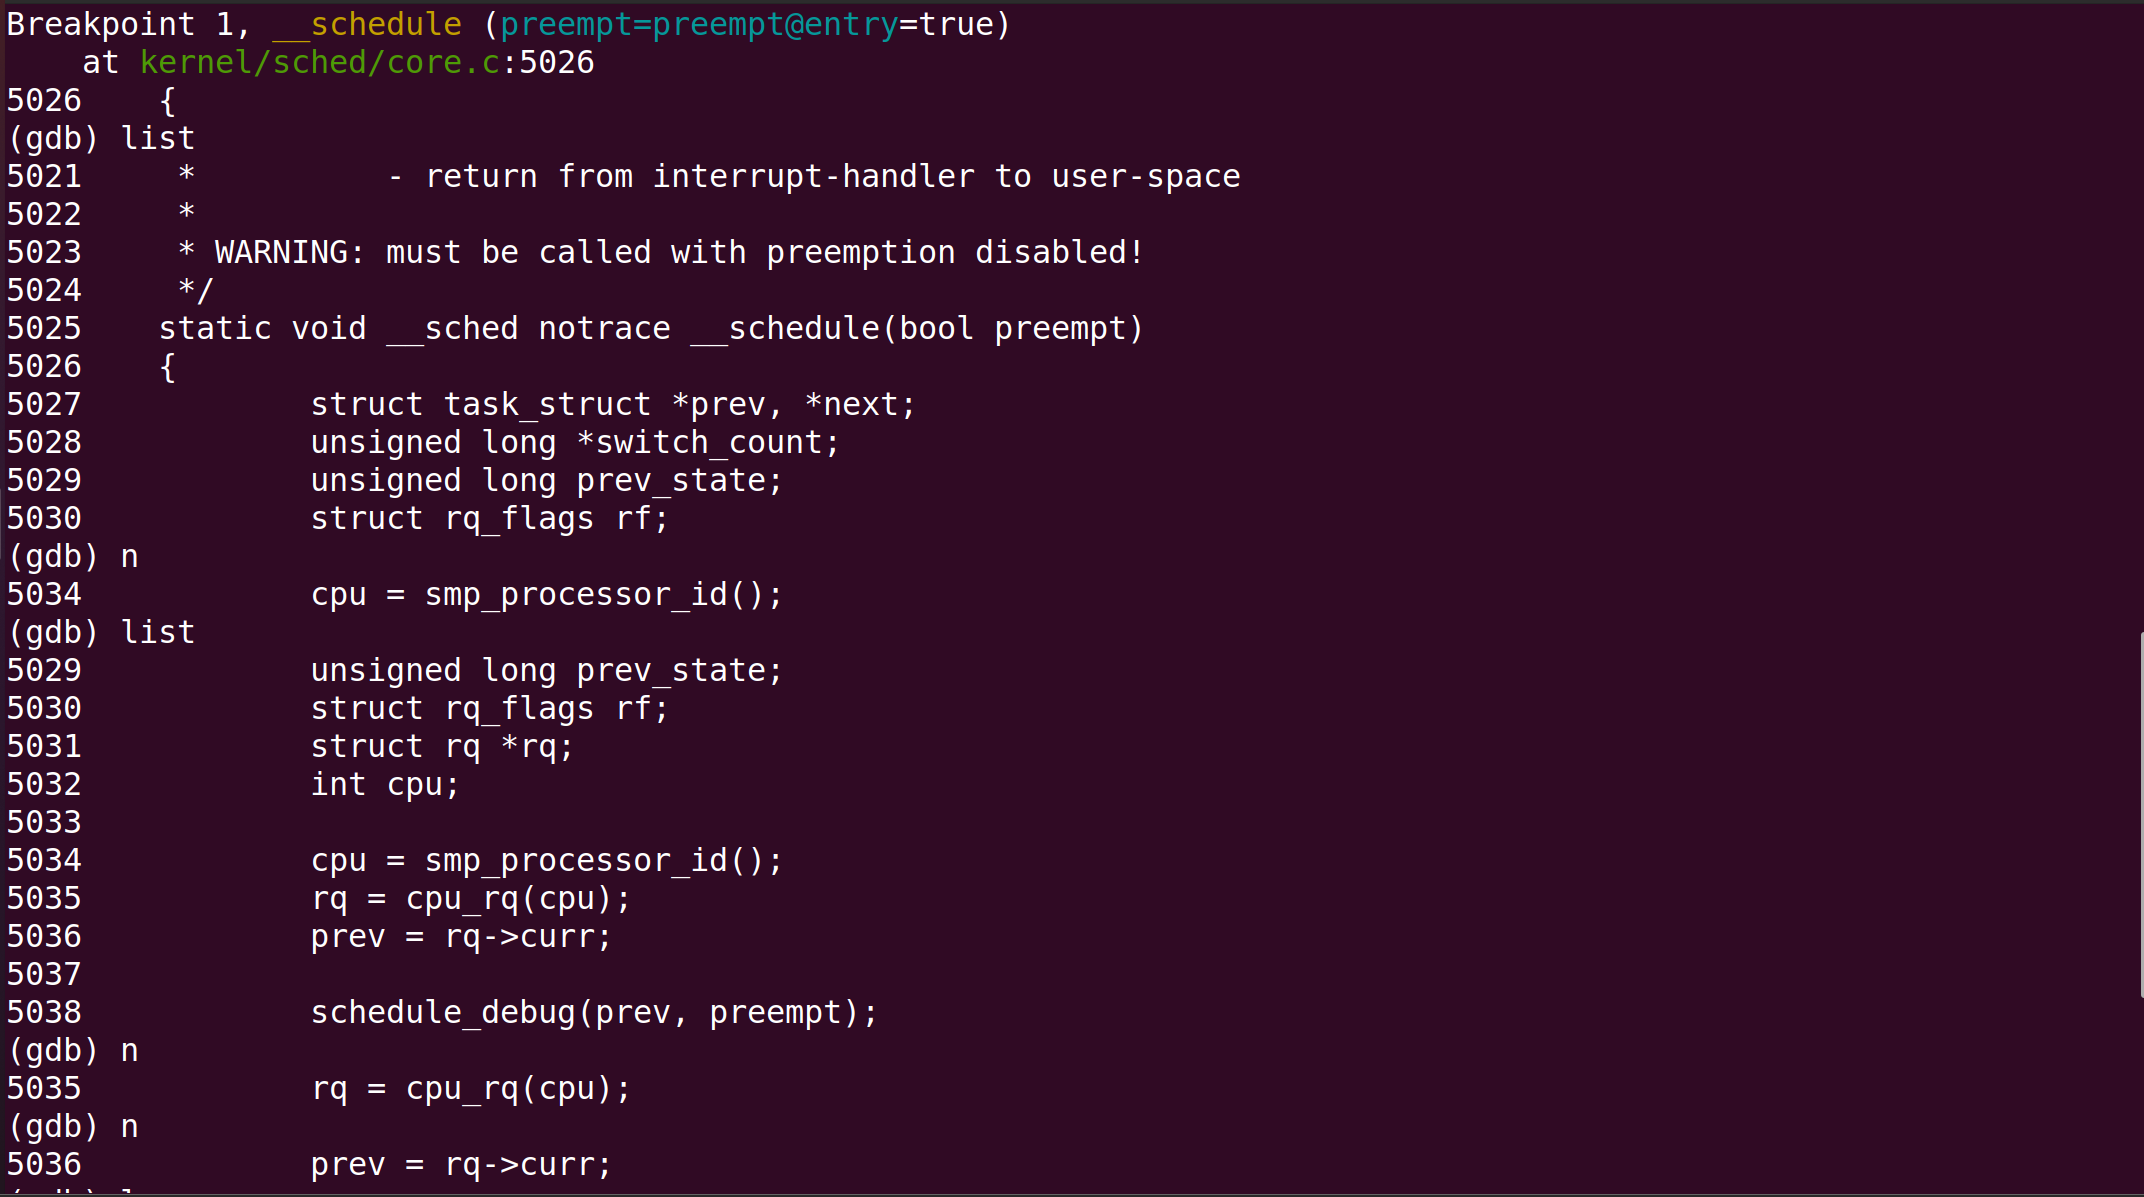 Breakpoint 1, __schedule (preempt=preempt@entry=true)
    at kernel/sched/core.c:5026
5026    {
(gdb) list
5021     *          - return from interrupt-handler to user-space
5022     *
5023     * WARNING: must be called with preemption disabled!
5024     */
5025    static void __sched notrace __schedule(bool preempt)
5026    {
5027            struct task_struct *prev, *next;
5028            unsigned long *switch_count;
5029            unsigned long prev_state;
5030            struct rq_flags rf;
(gdb) n
5034            cpu = smp_processor_id();
(gdb) list
5029            unsigned long prev_state;
5030            struct rq_flags rf;
5031            struct rq *rq;
5032            int cpu;
5033
5034            cpu = smp_processor_id();
5035            rq = cpu_rq(cpu);
5036            prev = rq->curr;
5037
5038            schedule_debug(prev, preempt);
(gdb) n
5035            rq = cpu_rq(cpu);
(gdb) n
5036            prev = rq->curr;